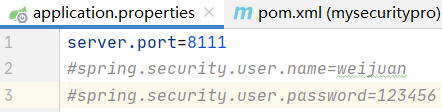 application.properties
pom.xml (mysecuritypro)
1 server.port=8111
2 #spring.security.user.name=weijuan
3 #spring.security.user.password=123456